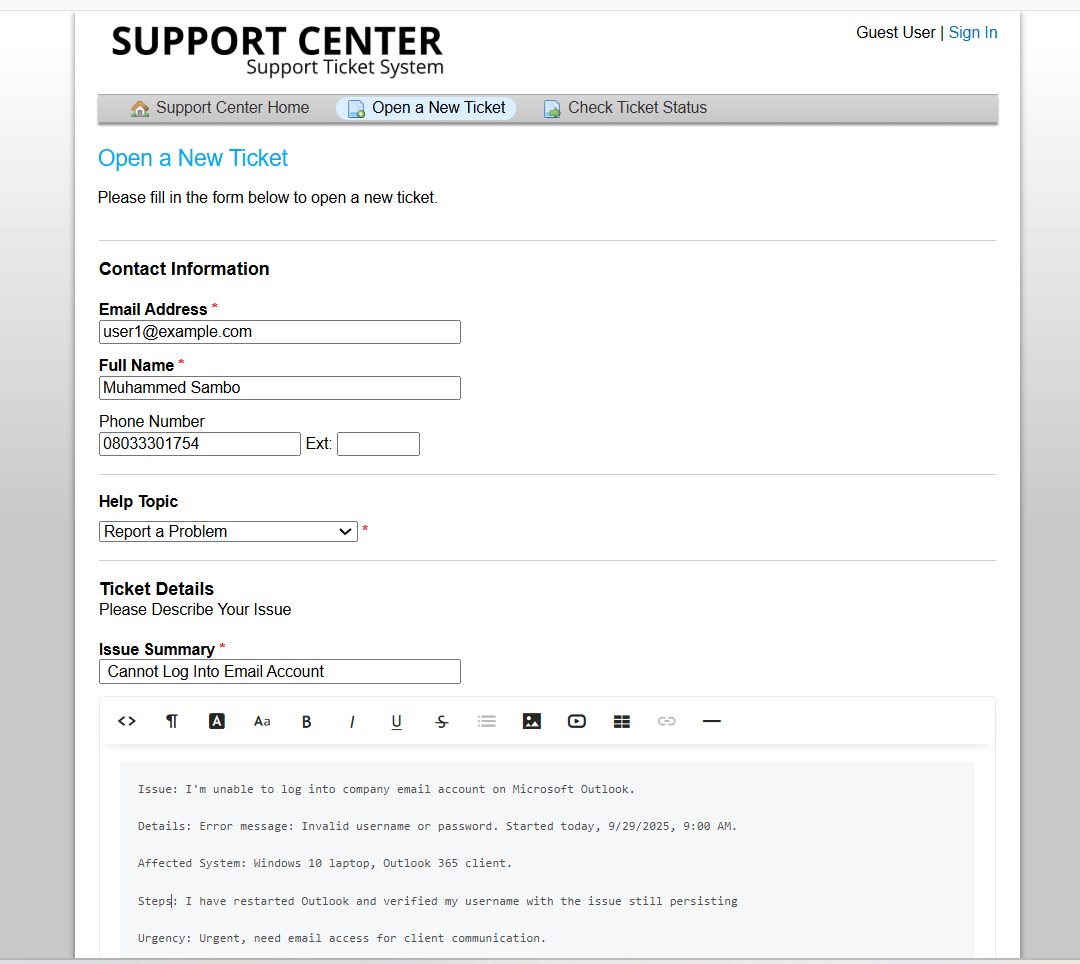 SUPPORT CENTER
Support Ticket System
Guest User | Sign In
Support Center Home
Open a New Ticket
Check Ticket Status
Open a New Ticket
Please fill in the form below to open a new ticket.
Contact Information
Email Address *
user1@example.com
Full Name *
Muhammed Sambo
Phone Number
08033301754 Ext:
Help Topic
Report a Problem *
Ticket Details
Please Describe Your Issue
Issue Summary *
Cannot Log Into Email Account
<> ¶ A Aa B I U S
Issue: I'm unable to log into company email account on Microsoft Outlook.
Details: Error message: Invalid username or password. Started today, 9/29/2025, 9:00 AM.
Affected System: Windows 10 laptop, Outlook 365 client.
Steps: I have restarted Outlook and verified my username with the issue still persisting
Urgency: Urgent, need email access for client communication.